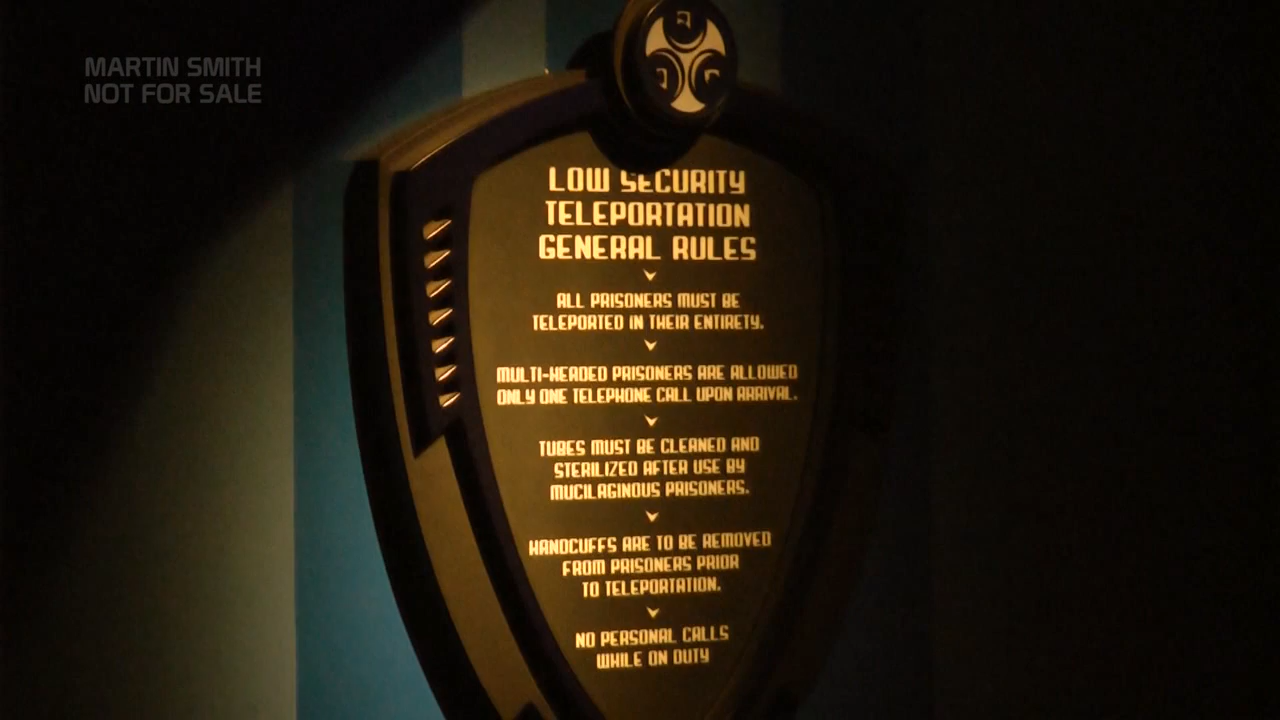 MARTIN SMITH
NOT FOR SALE
LOW SECURITY
TELEPORTATION
GENERAL RULES
ALL PRISONERS MUST BE
TELEPORTED IN THEIR ENTIRETY.
MULTI-HEADED PRISONERS ARE ALLOWED
ONLY ONE TELEPHONE CALL UPON ARRIVAL.
TUBES MUST BE CLEANED AND
STERILIZED AFTER USE BY
MUCILAGINOUS PRISONERS.
HANDCUFFS ARE TO BE REMOVED
FROM PRISONERS PRIOR
TO TELEPORTATION.
NO PERSONAL CALLS
WHILE ON DUTY